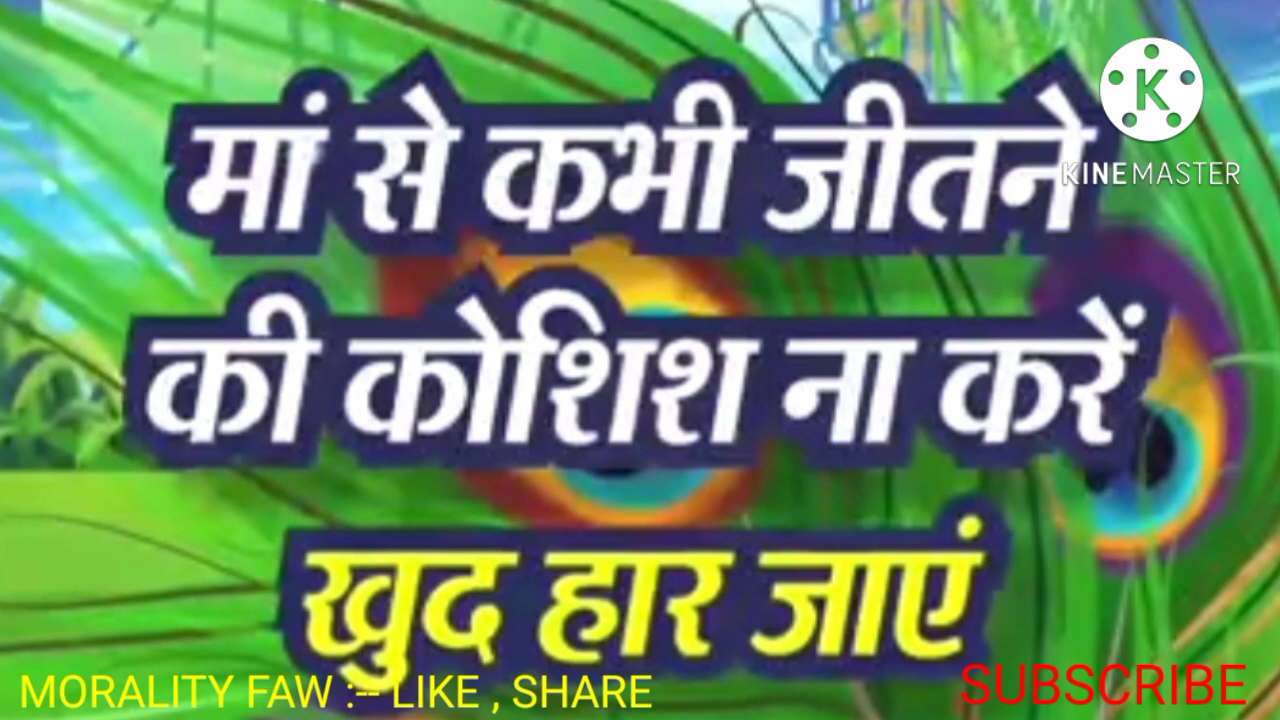 मां से कभी जीतने
KINEMASTER
की कोशिश ना करें
खुद हार जाएं
MORALITY FAW :-- LIKE , SHARE
SUBSCRIBE